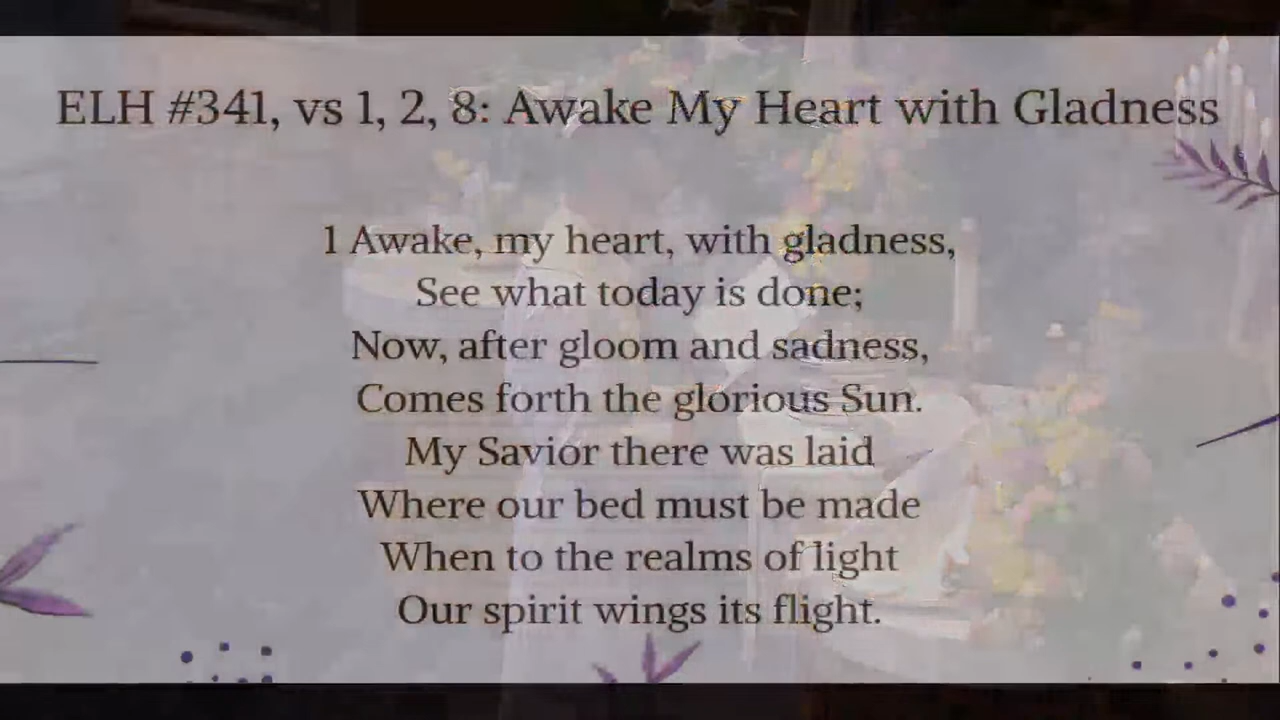 ELH #341, vs 1, 2, 8: Awake My Heart with Gladness
1 Awake, my heart, with gladness,
See what today is done;
Now, after gloom and sadness,
Comes forth the glorious Sun.
My Savior there was laid
Where our bed must be made
When to the realms of light
Our spirit wings its flight.